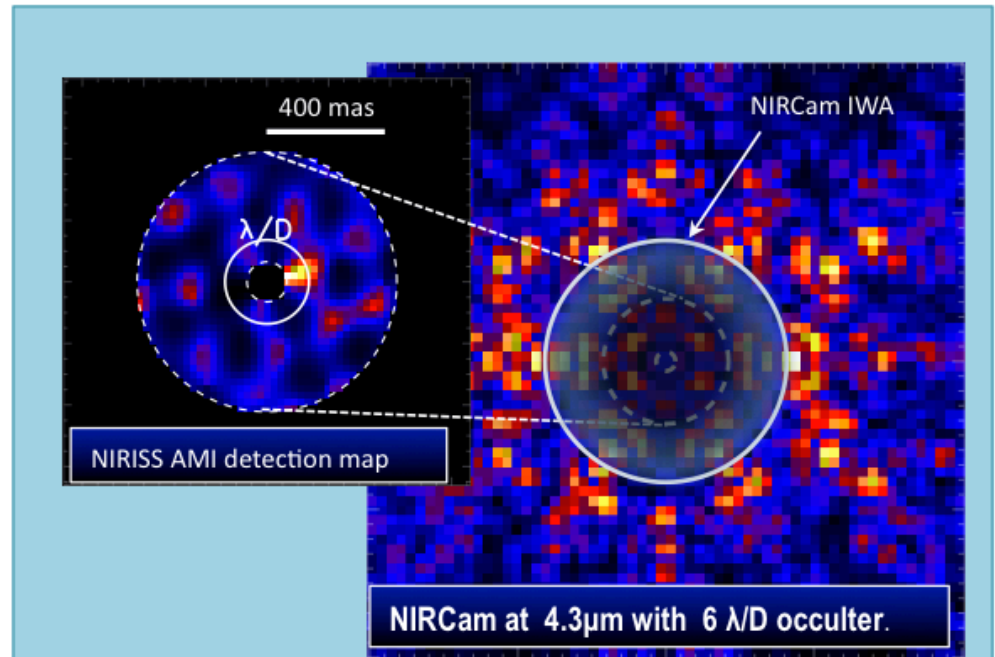 400 mas
NIRCam IWA
λ/D
NIRISS AMI detection map
NIRCam at 4.3μm with 6 λ/D occulter.